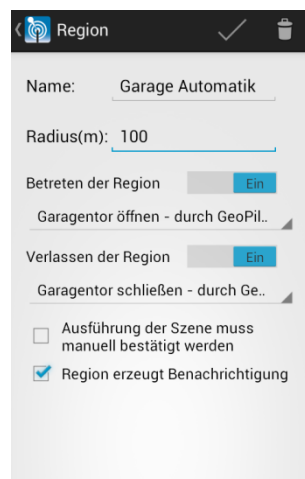 Region
Name: Garage Automatik
Radius(m): 100
Betreten der Region Ein
Garagentor öffnen - durch GeoPil..
Verlassen der Region Ein
Garagentor schließen - durch Ge..
Ausführung der Szene muss
manuell bestätigt werden
Region erzeugt Benachrichtigung